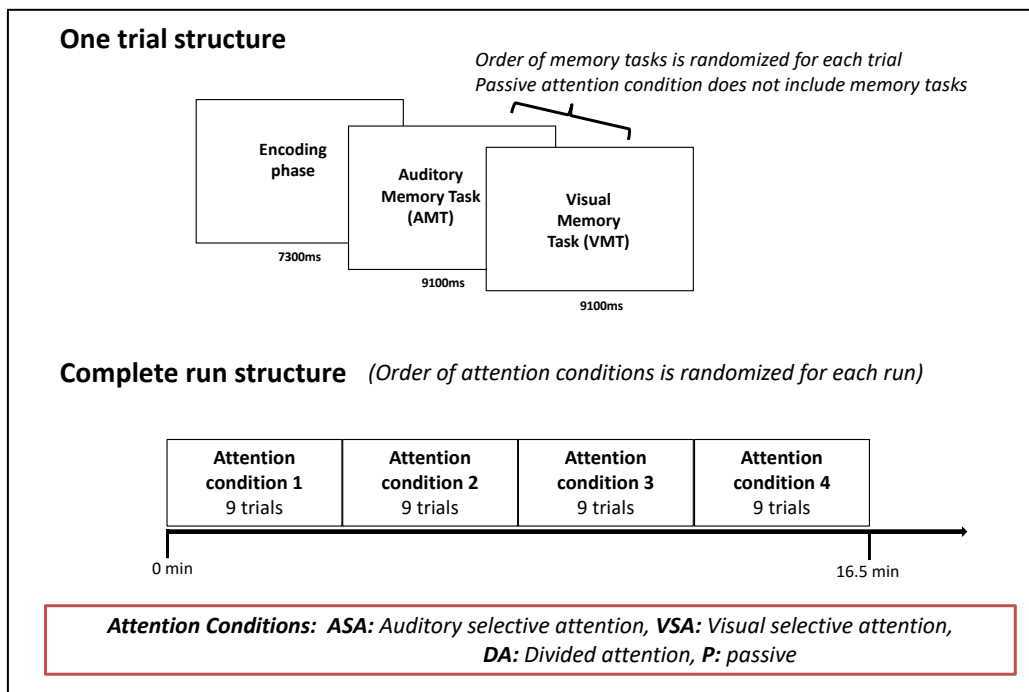 One trial structure
Order of memory tasks is randomized for each trial
Passive attention condition does not include memory tasks
Encoding
phase
7300ms
Auditory
Memory Task
(AMT)
9100ms
Visual
Memory
Task (VMT)
9100ms
Complete run structure (Order of attention conditions is randomized for each run)
Attention
condition 1
9 trials
Attention
condition 2
9 trials
Attention
condition 3
9 trials
Attention
condition 4
9 trials
0 min
16.5 min
Attention Conditions: ASA: Auditory selective attention, VSA: Visual selective attention,
DA: Divided attention, P: passive